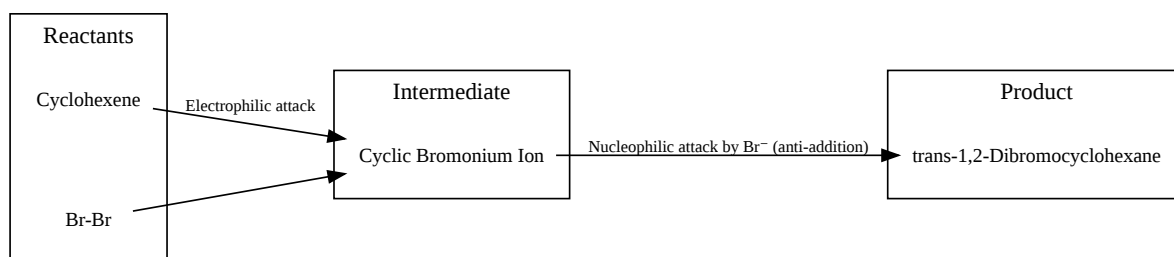 Reactants
Cyclohexene
Br-Br
Electrophilic attack
Intermediate
Cyclic Bromonium Ion
Nucleophilic attack by Br⁻ (anti-addition)
Product
trans-1,2-Dibromocyclohexane